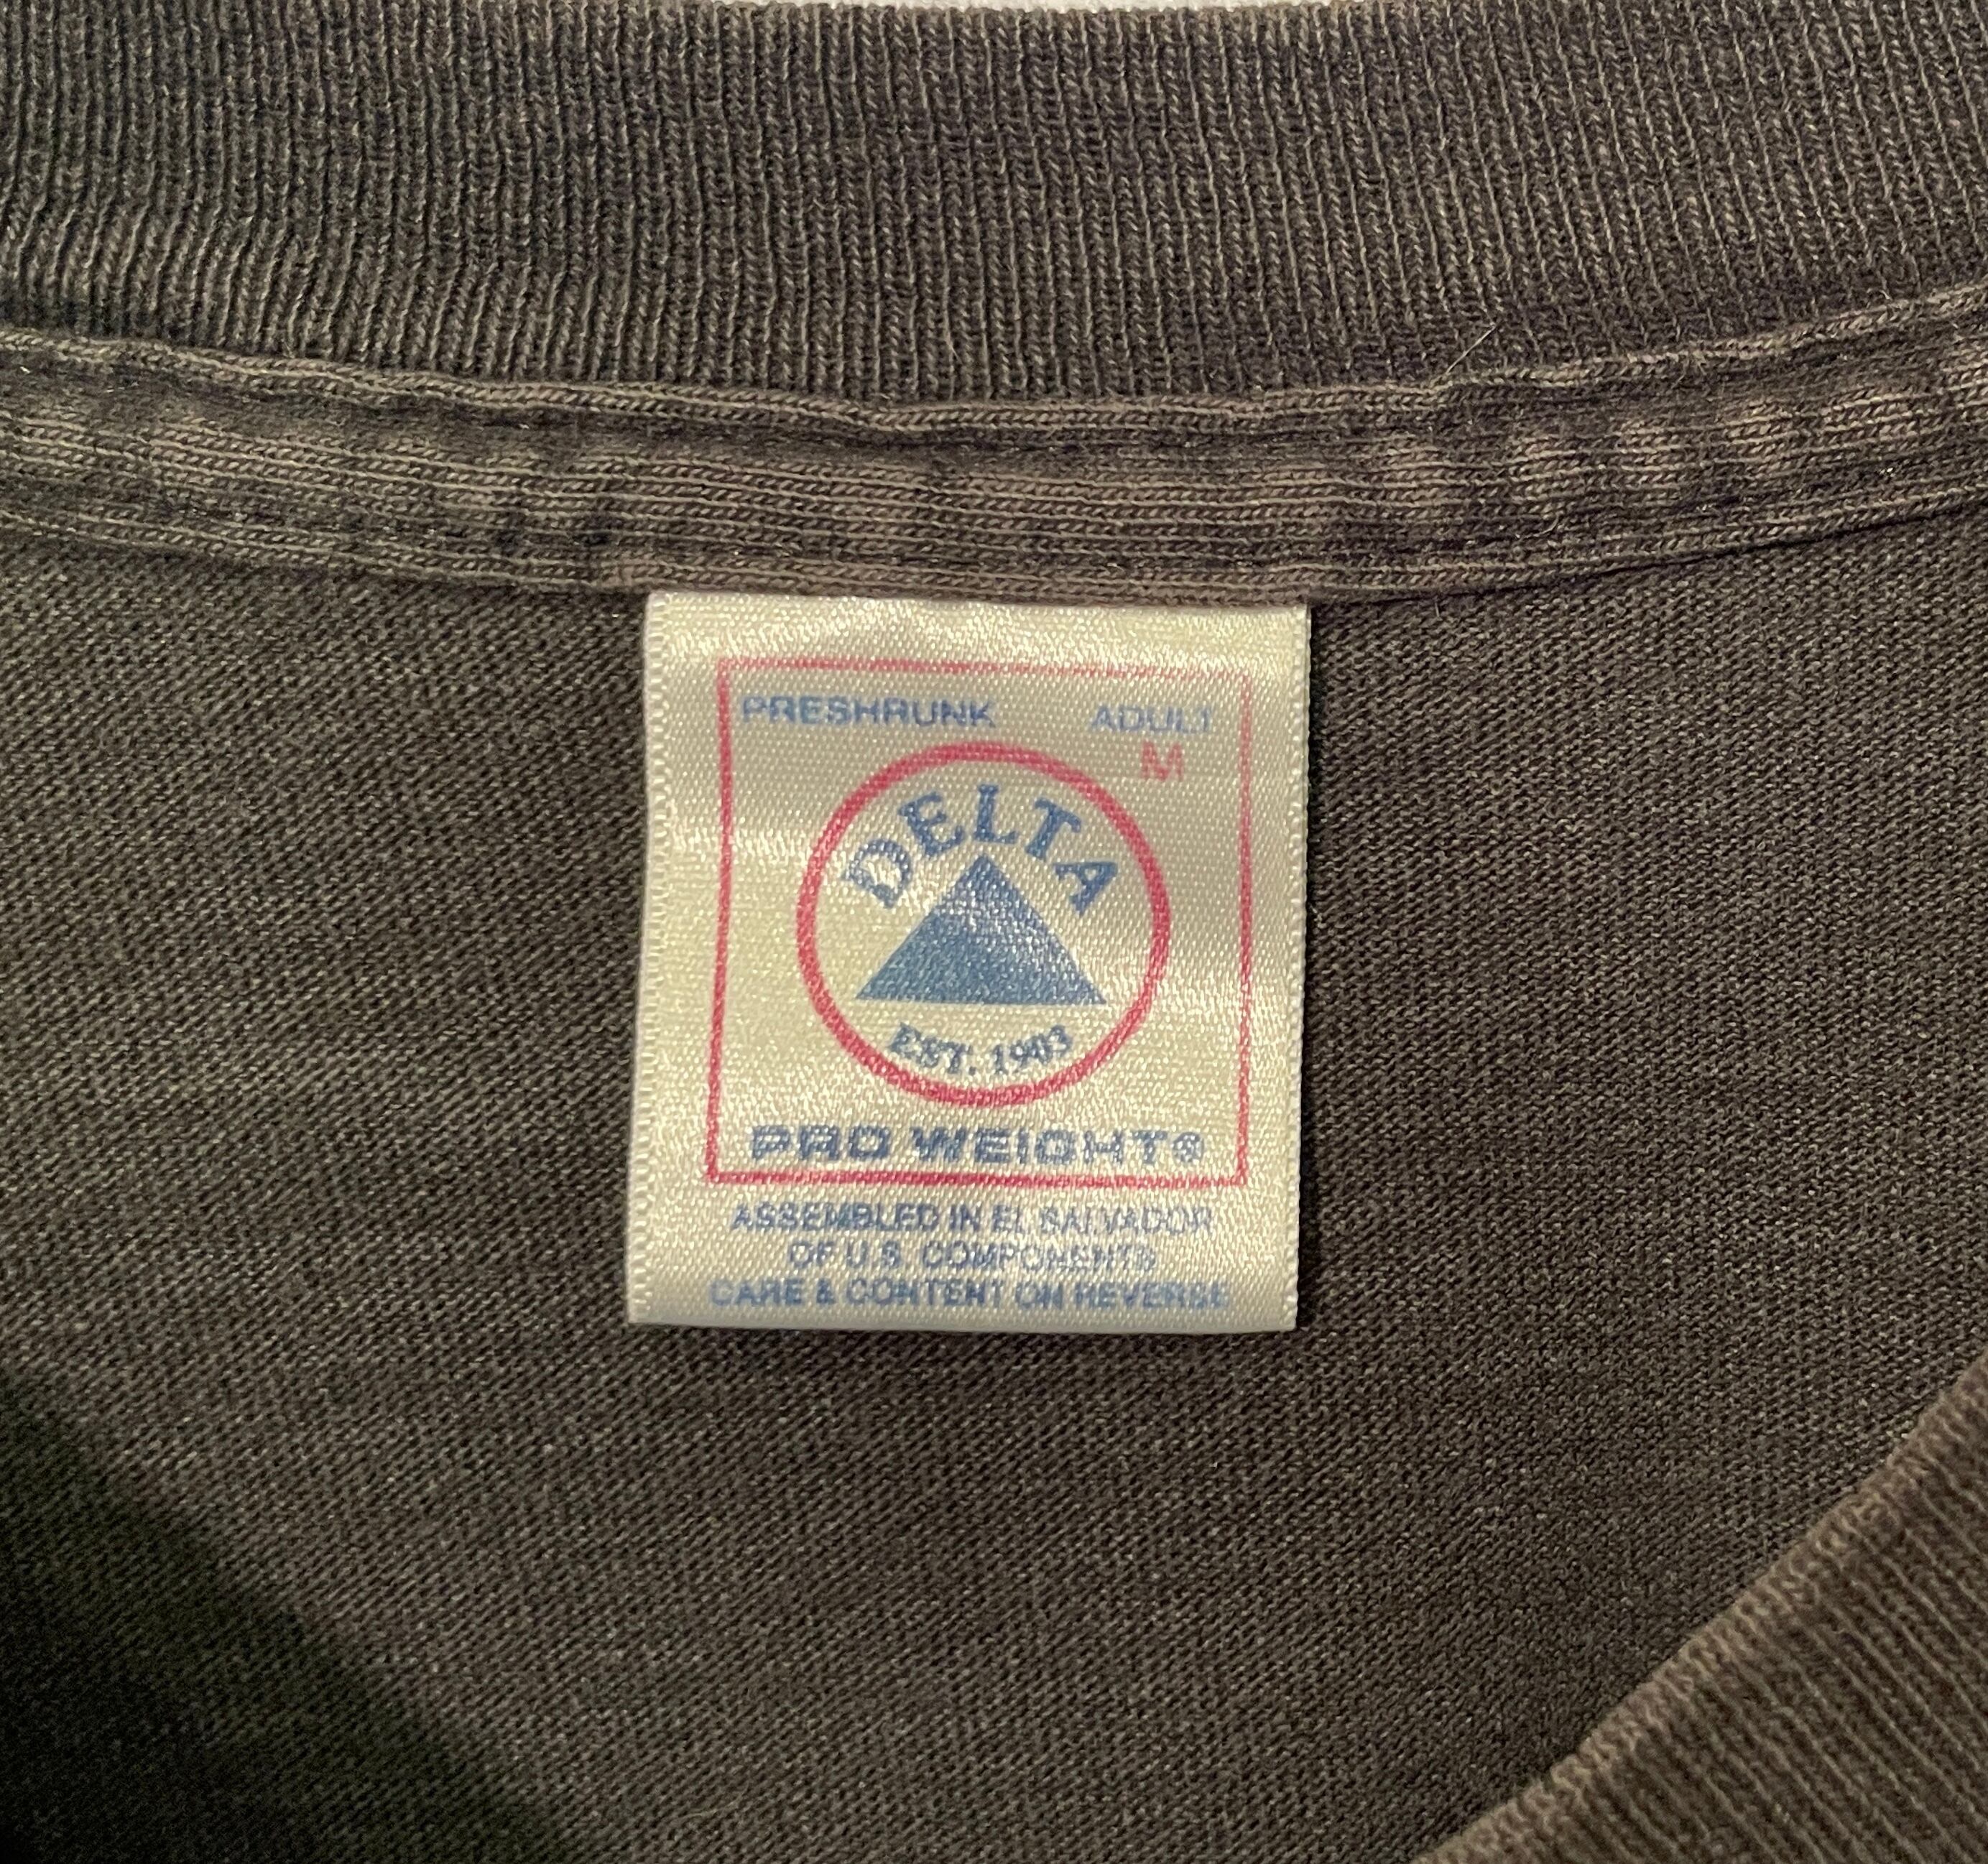 PRESHRUNK ADULT
M
DELTA
EST. 1903
PRO WEIGHT®
ASSEMBLED IN EL SALVADOR
OF U.S. COMPONENTS
CARE & CONTENT ON REVERSE